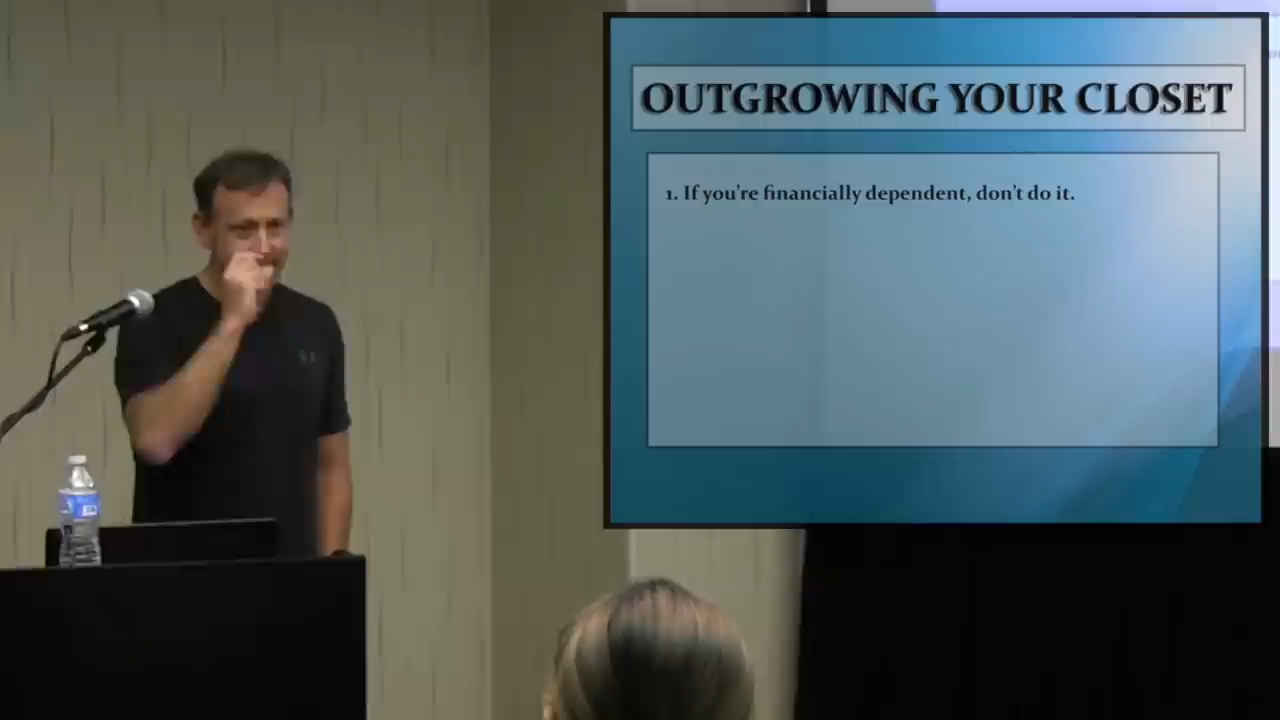 OUTGROWING YOUR CLOSET
1. If you're financially dependent, don't do it.